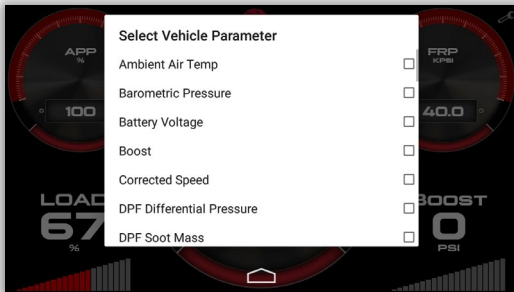 Select Vehicle Parameter
Ambient Air Temp
Barometric Pressure
Battery Voltage
Boost
Corrected Speed
DPF Differential Pressure
DPF Soot Mass
APP
%
100
FRP
KPSI
40.0
LOAD
67
%
BOOST
0
PSI